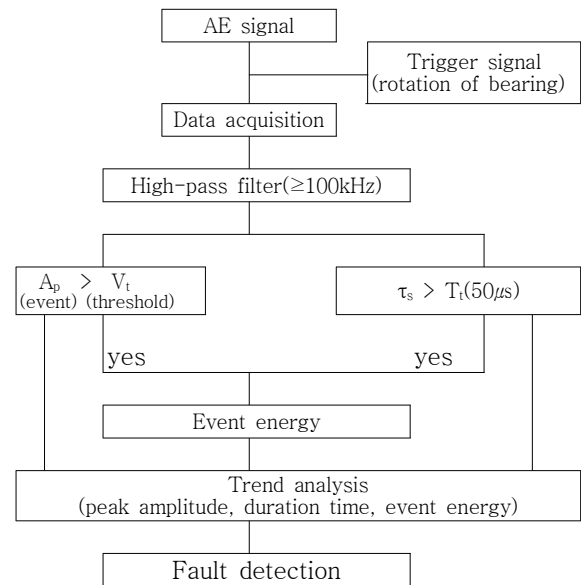 AE signal
Trigger signal
(rotation of bearing)
Data acquisition
High-pass filter(≥100kHz)
Aₚ > Vₜ
(event) (threshold)
τₛ > Tₜ(50μs)
yes
yes
Event energy
Trend analysis
(peak amplitude, duration time, event energy)
Fault detection